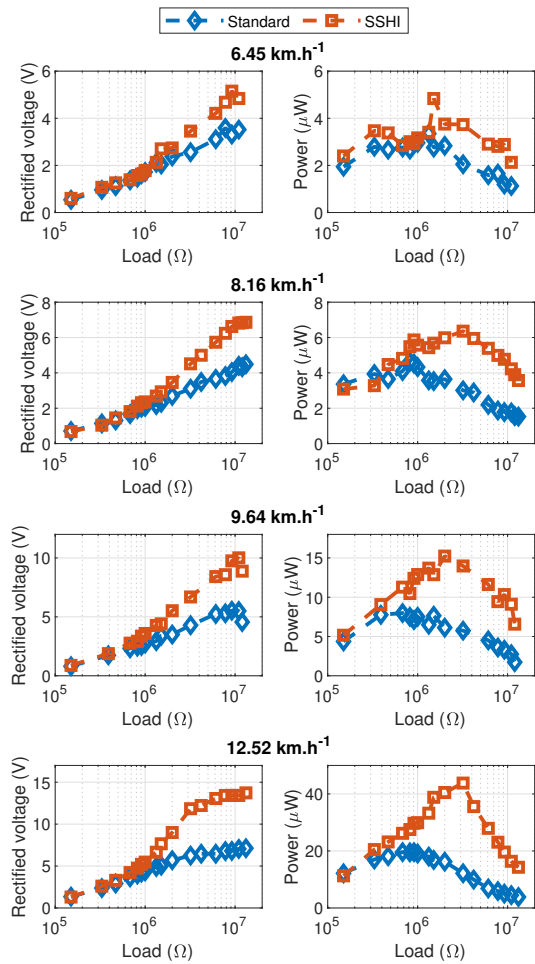 Standard SSHI
6.45 km.h-1
Rectified voltage (V)
6
4
2
0
10^5 10^6 10^7
Load (Ω)
Power (μW)
6
4
2
0
10^5 10^6 10^7
Load (Ω)
8.16 km.h-1
Rectified voltage (V)
8
6
4
2
0
10^5 10^6 10^7
Load (Ω)
Power (μW)
8
6
4
2
0
10^5 10^6 10^7
Load (Ω)
9.64 km.h-1
Rectified voltage (V)
10
5
0
10^5 10^6 10^7
Load (Ω)
Power (μW)
15
10
5
0
10^5 10^6 10^7
Load (Ω)
12.52 km.h-1
Rectified voltage (V)
15
10
5
0
10^5 10^6 10^7
Load (Ω)
Power (μW)
40
20
0
10^5 10^6 10^7
Load (Ω)